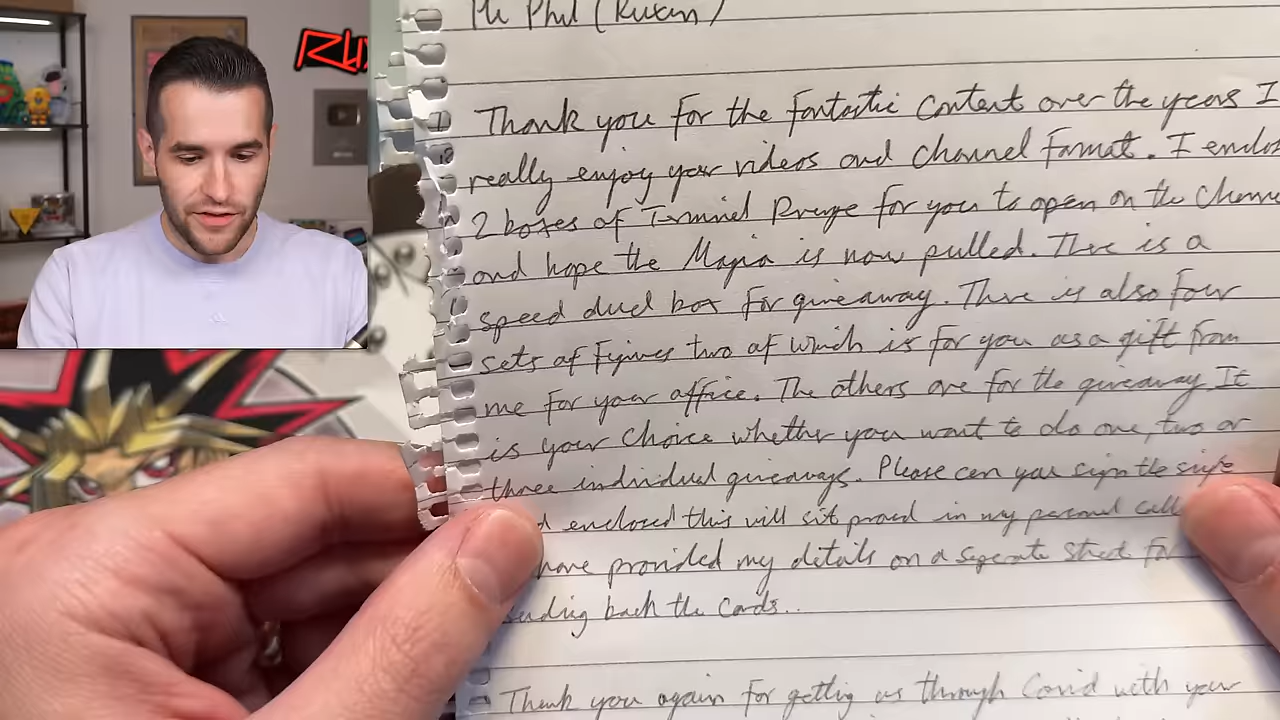 Hi Phil (Ruxin)
Thank you for the fantastic content over the years I
really enjoy your videos and channel format. I enclos
2 boxes of Terminal Revenge for you to open on the Channe
and hope the is now pulled. There is a
speed duel box for giveaway. There is also four
sets of figures two of which is for you as a gift from
me for your office. The others are for the giveaway It
is your choice whether you want to do one, two or
three individual giveaways. Please can you sign the
d enclosed this will sit proud in my personal coll
have provided my details on a seperate sheet for
sending back the Cards..
Thank you again for getting us through Covid with your